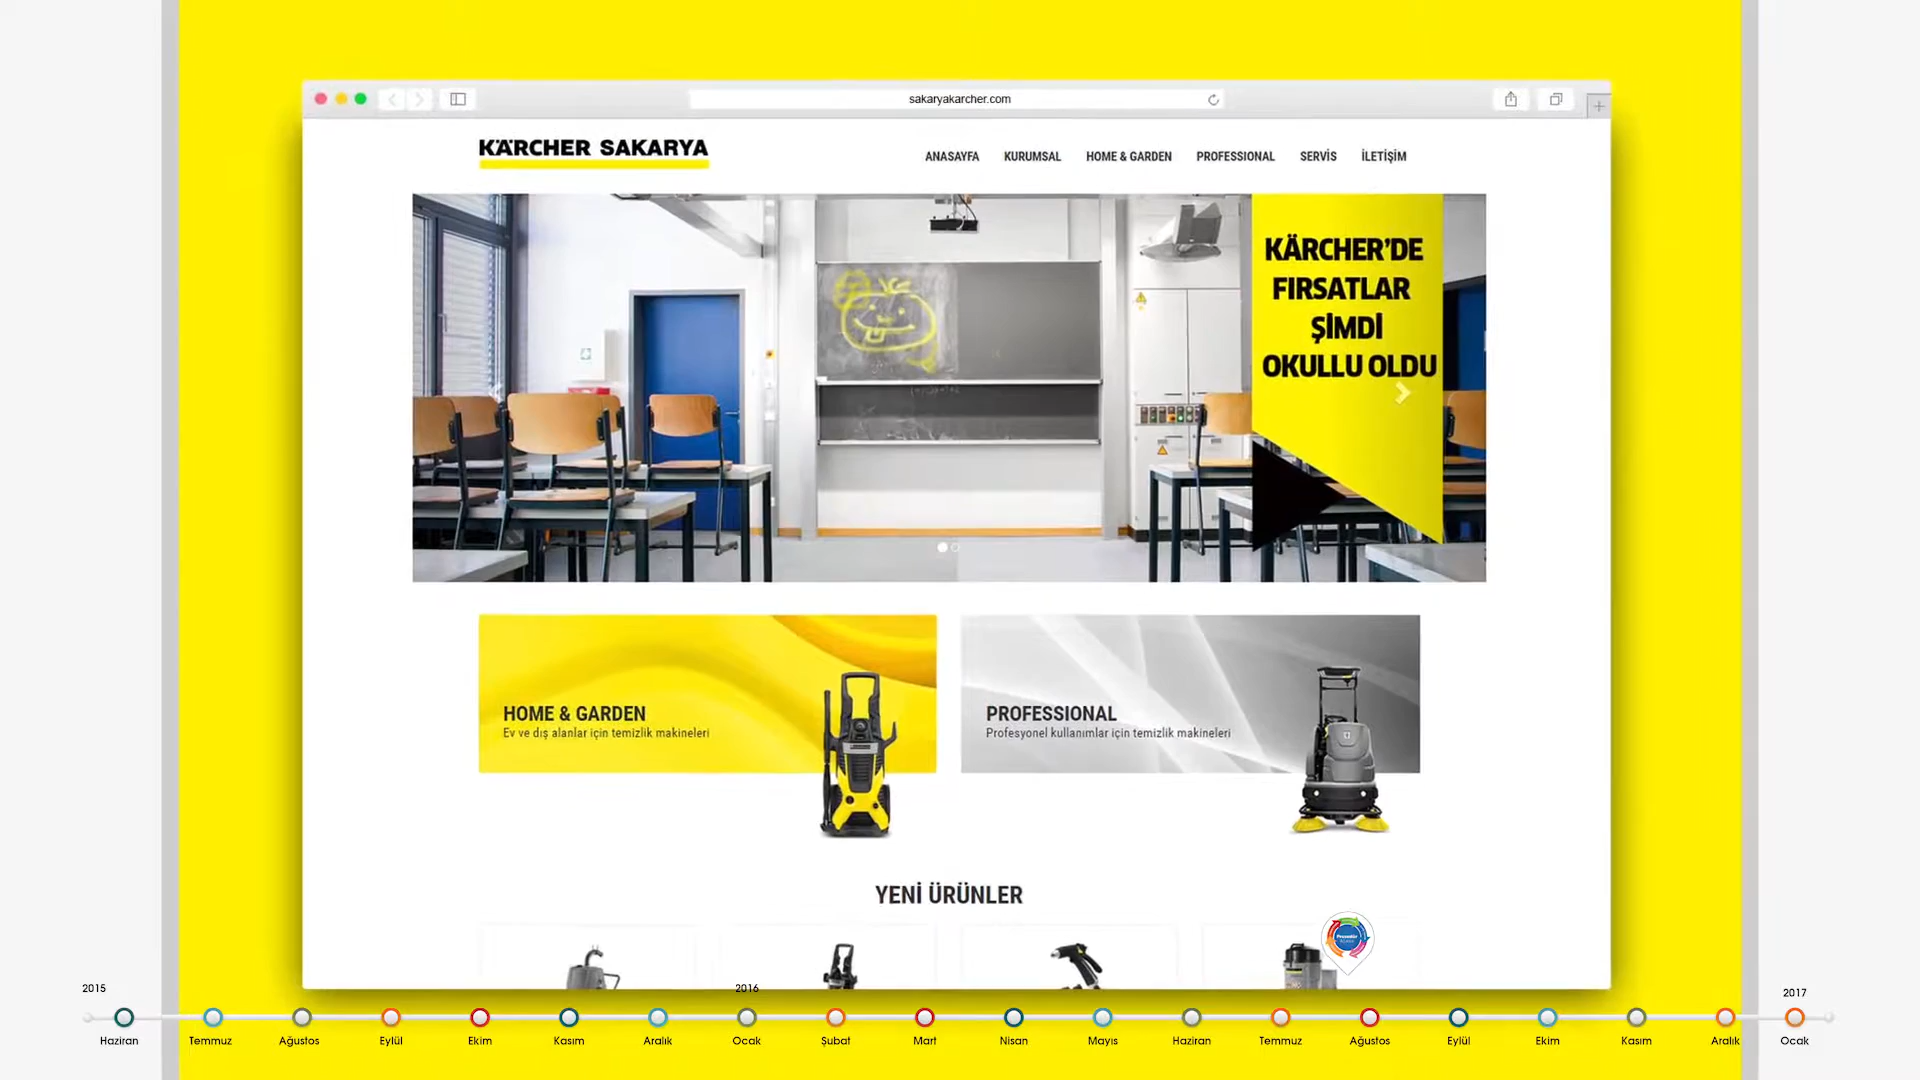 sakaryakarcher.com
KÄRCHER SAKARYA
ANASAYFA KURUMSAL HOME & GARDEN PROFESSIONAL SERVİS İLETİŞİM
KÄRCHER'DE
FIRSATLAR
ŞİMDİ
OKULLU OLDU
HOME & GARDEN
Ev ve dış alanlar için temizlik makineleri
PROFESSIONAL
Profesyonel kullanımlar için temizlik makineleri
YENİ ÜRÜNLER
2015 2016 2017
Haziran Temmuz Ağustos Eylül Ekim Kasım Aralık Ocak Şubat Mart Nisan Mayıs Haziran Temmuz Ağustos Eylül Ekim Kasım Aralık Ocak